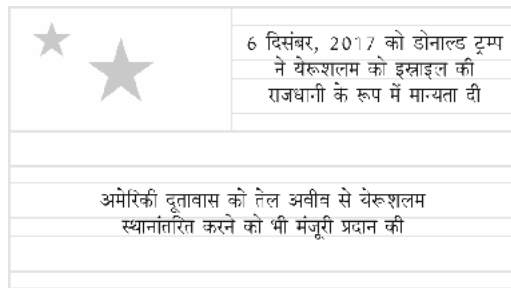 6 दिसंबर, 2017 को डोनाल्ड ट्रम्प
ने येरूशलम को इस्राइल की
राजधानी के रूप में मान्यता दी
अमेरिकी दूतावास को तेल अवीव से येरूशलम
स्थानांतरित करने को भी मंजूरी प्रदान की